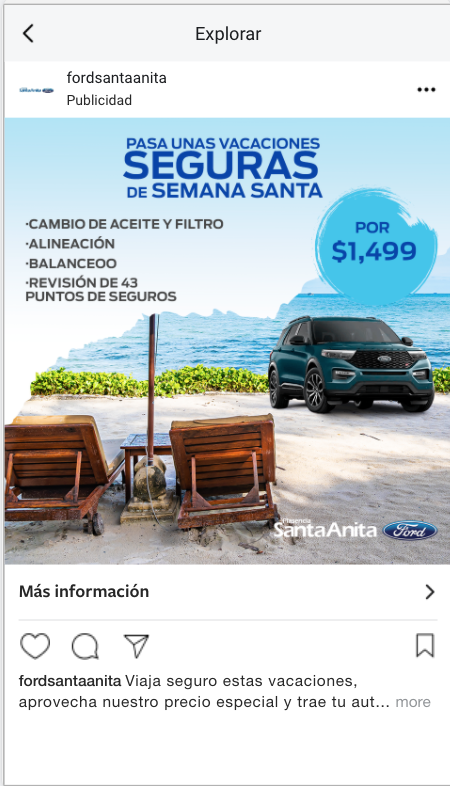 Explorar
fordsantaanita
Publicidad
PASA UNAS VACACIONES
SEGURAS
DE SEMANA SANTA
·CAMBIO DE ACEITE Y FILTRO
·ALINEACIÓN
·BALANCEOO
·REVISIÓN DE 43
PUNTOS DE SEGUROS
POR
$1,499
SantaAnita Ford
Más información
fordsantaanita Viaja seguro estas vacaciones,
aprovecha nuestro precio especial y trae tu aut... more